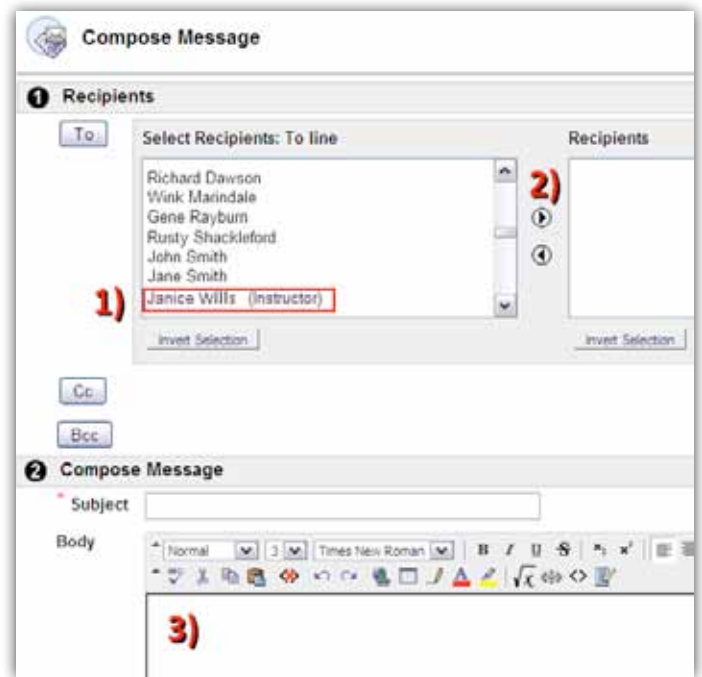 Compose Message
1 Recipients
To
Select Recipients: To line
Recipients
Richard Dawson
Wink Marindale
Gene Rayburn
Rusty Shackleford
John Smith
Jane Smith
1)
Janice Wills (Instructor)
2)
Invert Selection
Invert Selection
Cc
Bcc
2 Compose Message
* Subject
Body
Normal 3 Times New Roman B I U S x₁ x²
3)